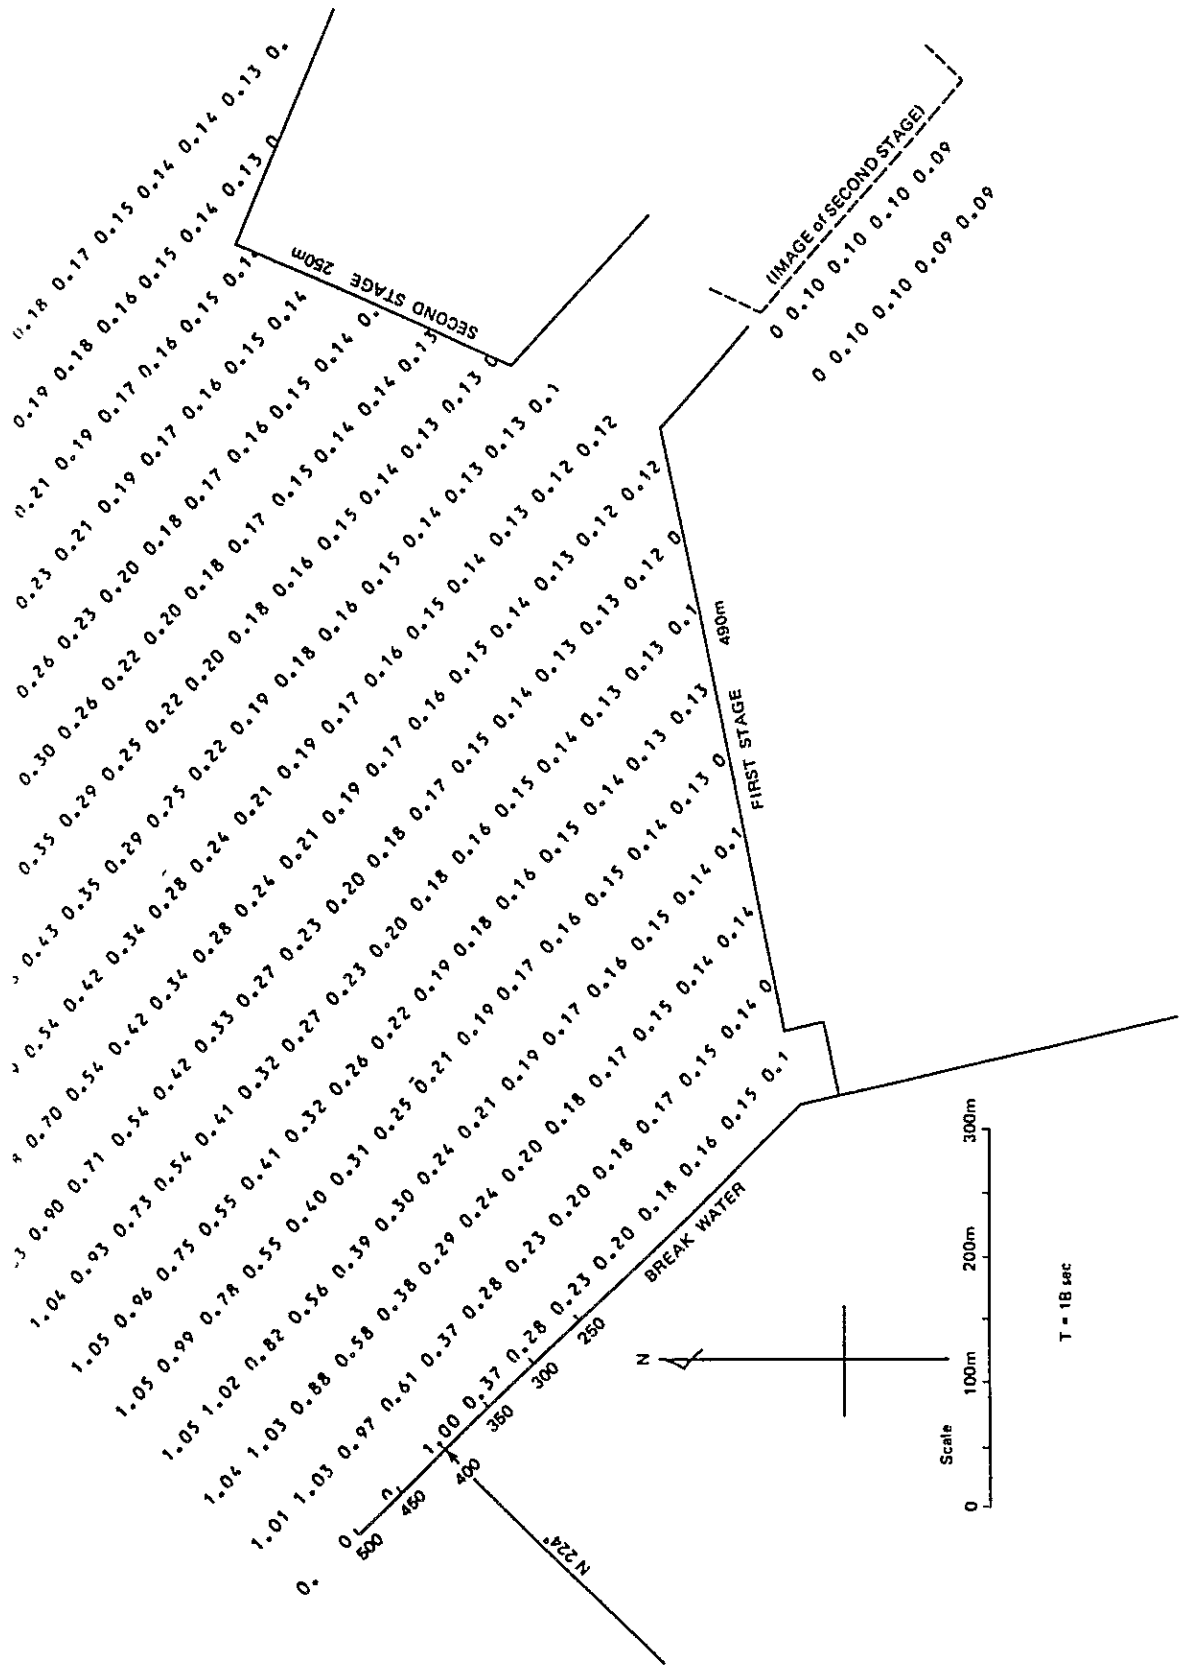 0.18 0.17 0.15 0.14 0.14 0.13 0.
0.19 0.18 0.16 0.15 0.14 0.13 0
0.21 0.19 0.17 0.16 0.15 0.1
0.23 0.21 0.19 0.17 0.16 0.15 0.14
0.26 0.23 0.20 0.18 0.17 0.16 0.15 0.14 0.
0.30 0.26 0.22 0.20 0.18 0.17 0.15 0.14 0.14 0.13
0.35 0.29 0.25 0.22 0.20 0.18 0.16 0.15 0.14 0.13 0.13 0
0.43 0.35 0.29 0.25 0.22 0.19 0.18 0.16 0.15 0.14 0.13 0.13 0.1
0.54 0.42 0.34 0.28 0.24 0.21 0.19 0.17 0.16 0.15 0.14 0.13 0.12 0.12
0.70 0.54 0.42 0.34 0.28 0.24 0.21 0.19 0.17 0.16 0.15 0.14 0.13 0.12 0.12
0.90 0.71 0.54 0.42 0.33 0.27 0.23 0.20 0.18 0.17 0.15 0.14 0.13 0.13 0.12 0
1.04 0.93 0.73 0.54 0.41 0.32 0.27 0.23 0.20 0.18 0.16 0.15 0.14 0.13 0.13 0.1
1.05 0.96 0.75 0.55 0.41 0.32 0.26 0.22 0.19 0.18 0.16 0.15 0.14 0.13 0.13
1.05 0.99 0.78 0.55 0.40 0.31 0.25 0.21 0.19 0.17 0.16 0.15 0.14 0.13 0
1.05 1.02 0.82 0.56 0.39 0.30 0.24 0.21 0.19 0.17 0.16 0.15 0.14 0.1
1.04 1.03 0.88 0.58 0.38 0.29 0.24 0.20 0.18 0.17 0.15 0.14 0.14
1.01 1.03 0.97 0.61 0.37 0.28 0.23 0.20 0.18 0.17 0.15 0.14 0
0. 0
0.
1.00 0.37 0.28 0.23 0.20 0.18 0.16 0.15 0.1
SECOND STAGE 250m
(IMAGE of SECOND STAGE)
0 0.10 0.10 0.10 0.09
0 0.10 0.10 0.09 0.09
FIRST STAGE 490m
BREAK WATER
500
450
400
350
300
250
N 224°
N
Scale
0 100m 200m 300m
T = 18 sec